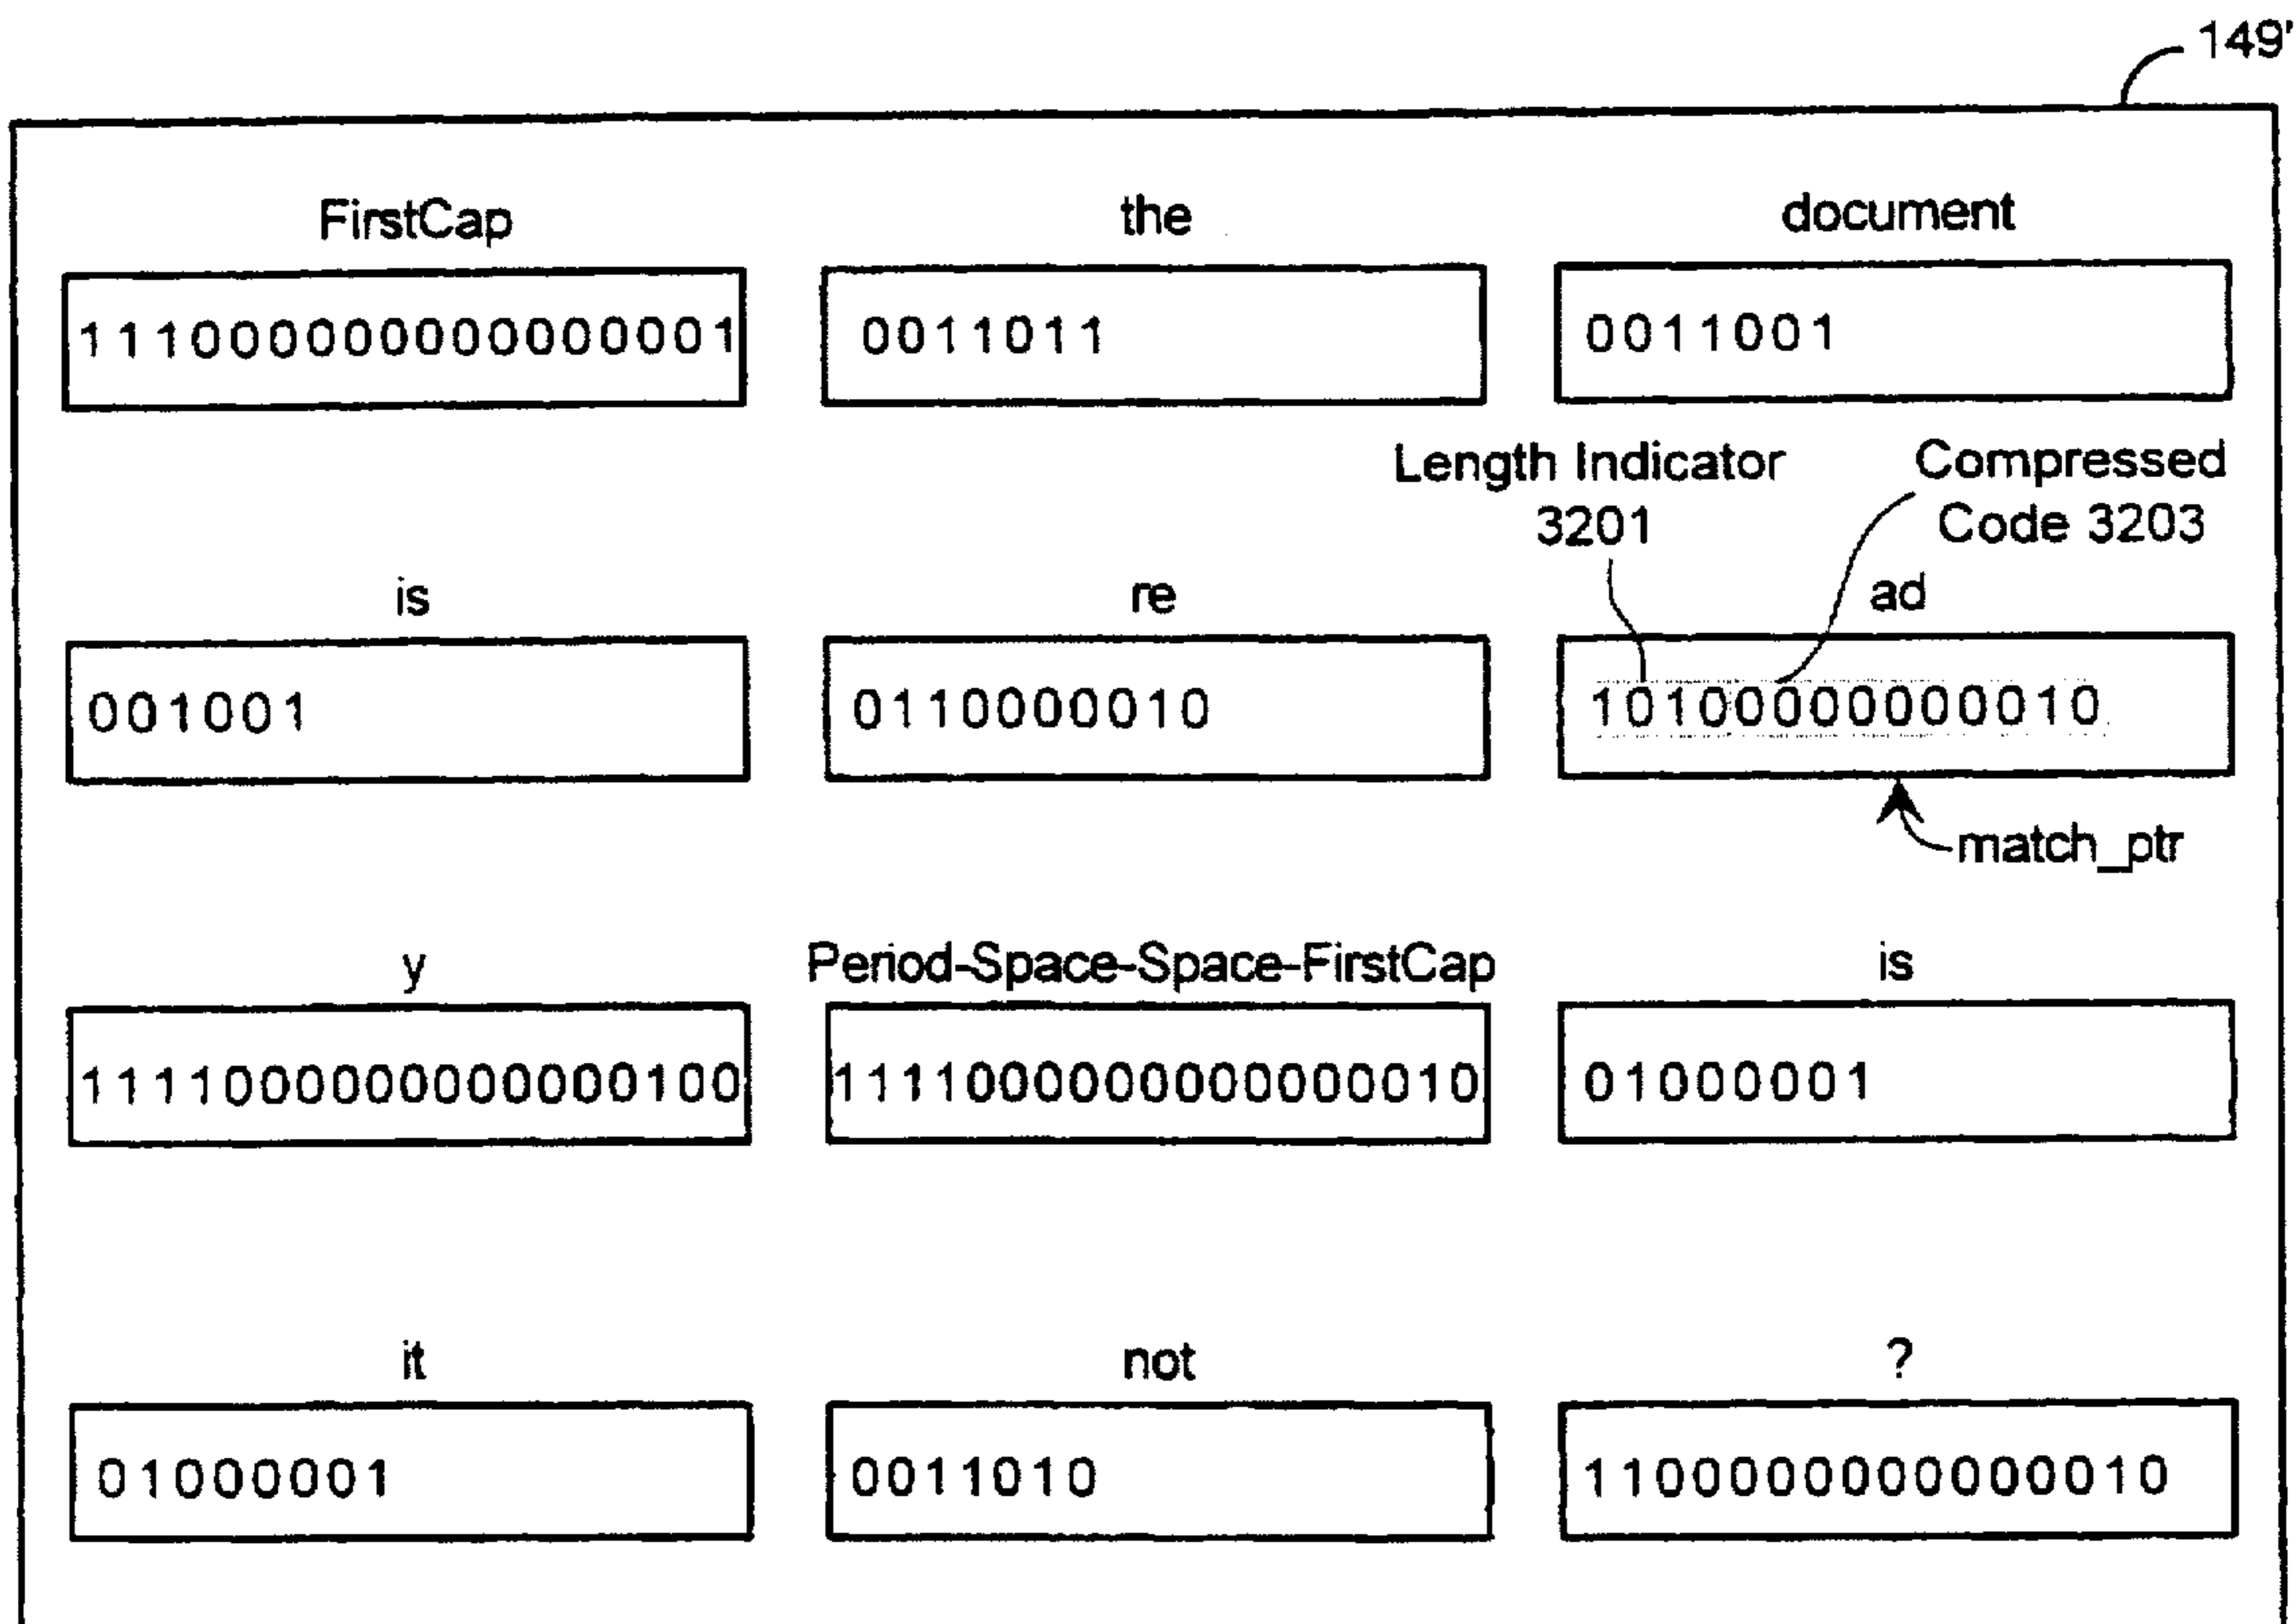 149'
FirstCap the document
111000000000000001 0011011 0011001
Length Indicator 3201
Compressed Code 3203
is re ad
001001 0110000010 10100000000010
match_ptr
y Period-Space-Space-FirstCap is
1111000000000000100 1111000000000000010 01000001
it not ?
01000001 0011010 1100000000000010